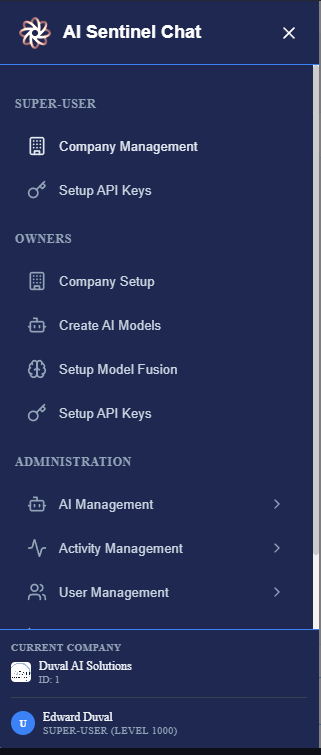 AI Sentinel Chat
SUPER-USER
Company Management
Setup API Keys
OWNERS
Company Setup
Create AI Models
Setup Model Fusion
Setup API Keys
ADMINISTRATION
AI Management
Activity Management
User Management
CURRENT COMPANY
Duval AI Solutions
ID: 1
U
Edward Duval
SUPER-USER (LEVEL 1000)